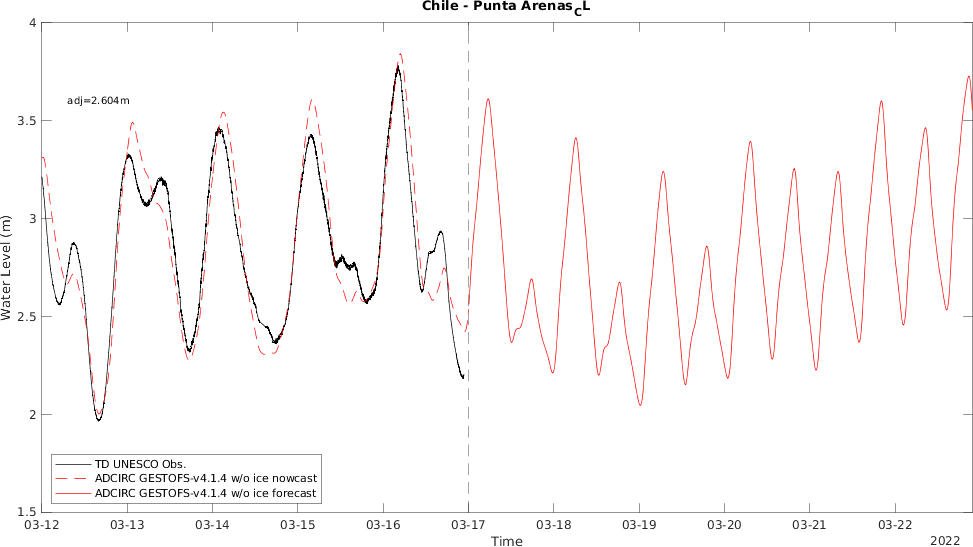 Chile - Punta Arenas_CL
4
3.5
3
2.5
2
1.5
Water Level (m)
adj=2.604m
TD UNESCO Obs.
ADCIRC GESTOFS-v4.1.4 w/o ice nowcast
ADCIRC GESTOFS-v4.1.4 w/o ice forecast
03-12 03-13 03-14 03-15 03-16 03-17 03-18 03-19 03-20 03-21 03-22
Time
2022